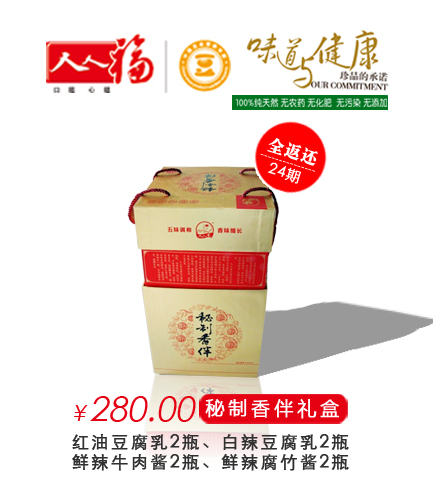 人人福
口福 心福
豆
味道与健康
珍品的承诺
OUR COMMITMENT
100%纯天然 无农药 无化肥 无污染 无添加
全返还
24期
五味调和 香味悠长
秘制香伴
¥280.00 秘制香伴礼盒
红油豆腐乳2瓶、白辣豆腐乳2瓶
鲜辣牛肉酱2瓶、鲜辣腐竹酱2瓶